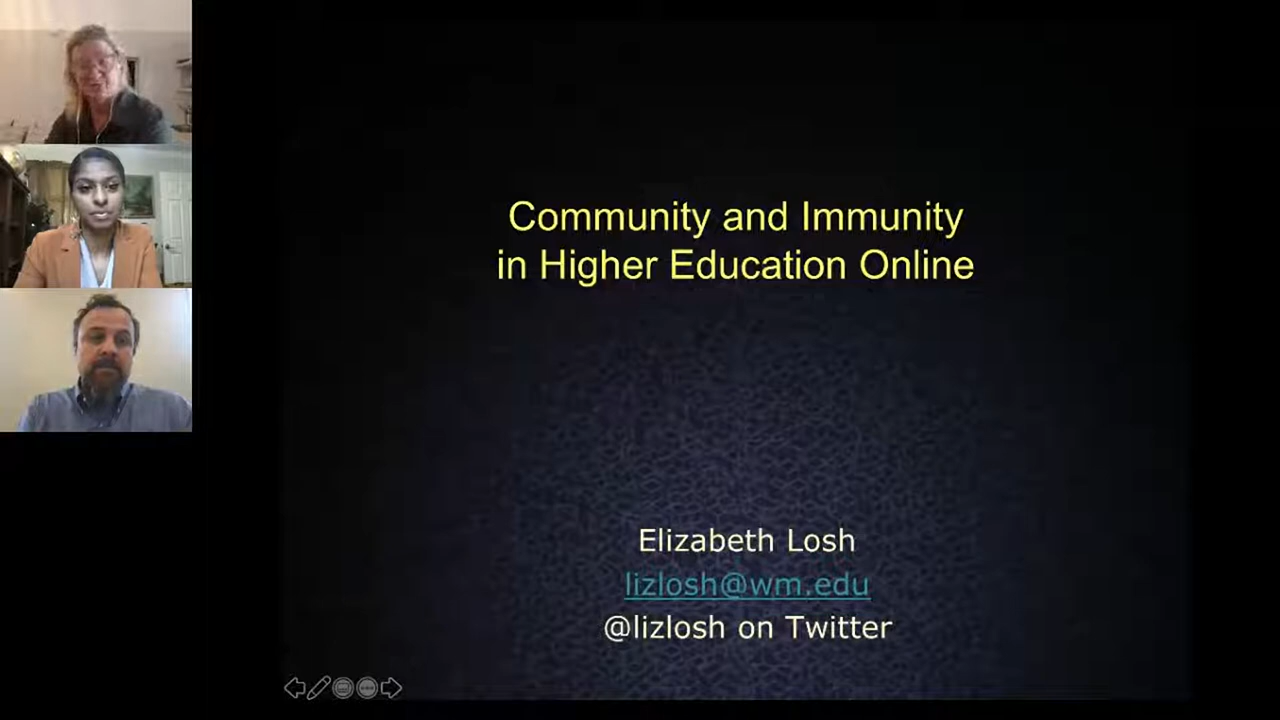 Community and Immunity
in Higher Education Online
Elizabeth Losh
lizlosh@wm.edu
@lizlosh on Twitter